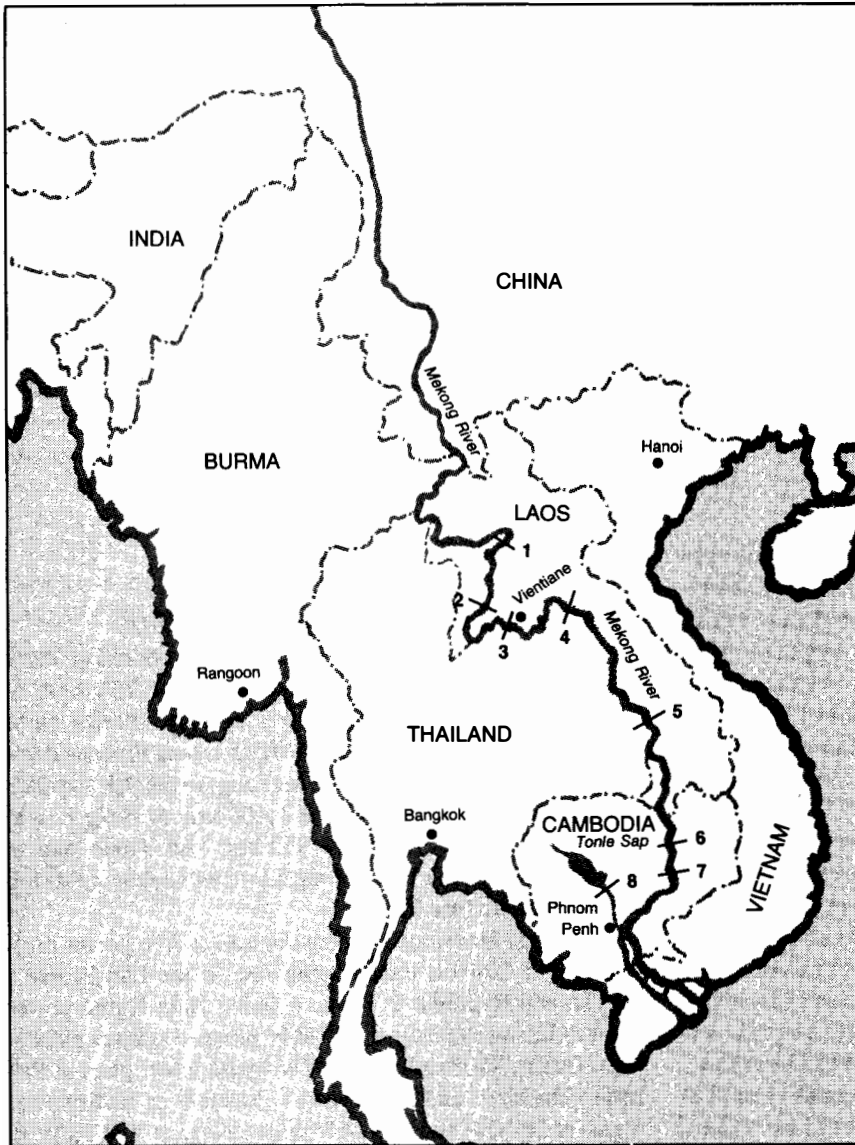 INDIA
CHINA
Mekong River
Hanoi
BURMA
LAOS
1
Vientiane
2
3
4
Mekong River
Rangoon
5
THAILAND
Bangkok
CAMBODIA
Tonle Sap
6
7
8
VIETNAM
Phnom
Penh